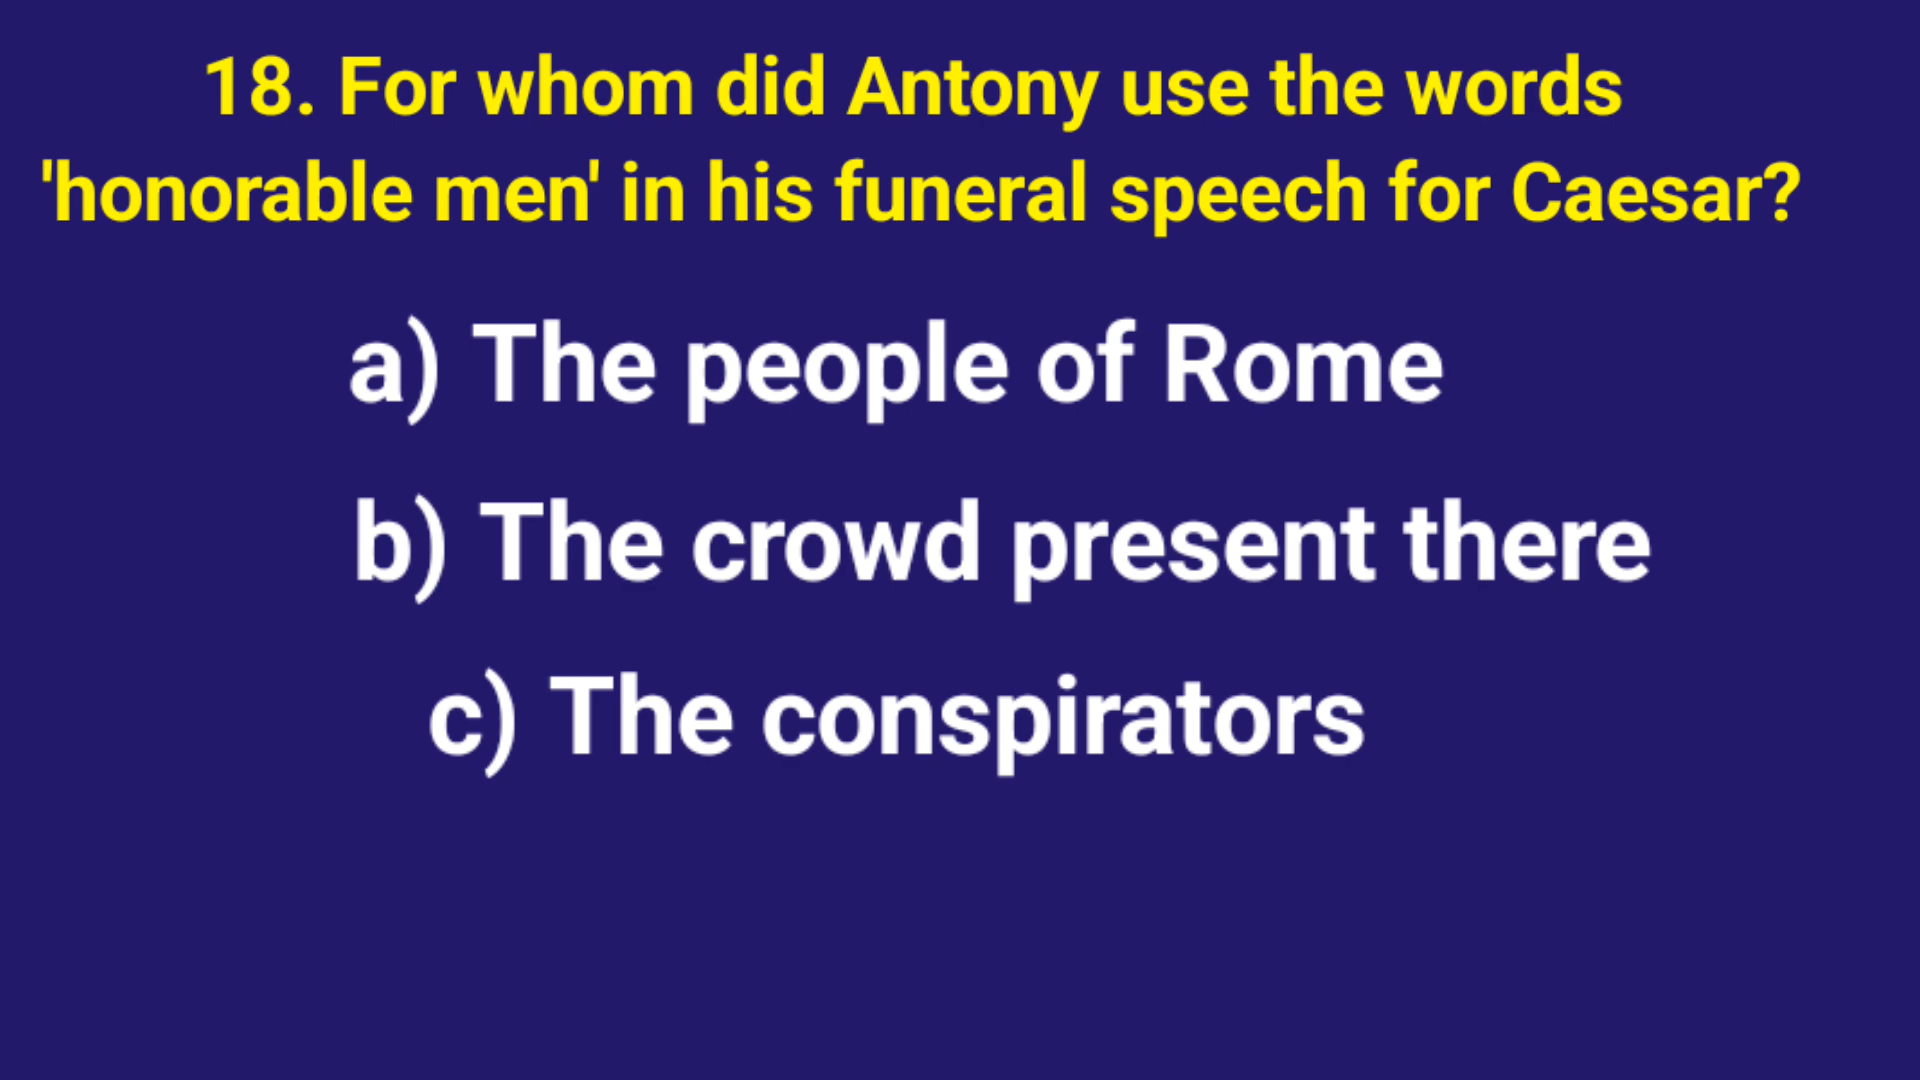 18. For whom did Antony use the words
'honorable men' in his funeral speech for Caesar?
a) The people of Rome
b) The crowd present there
c) The conspirators